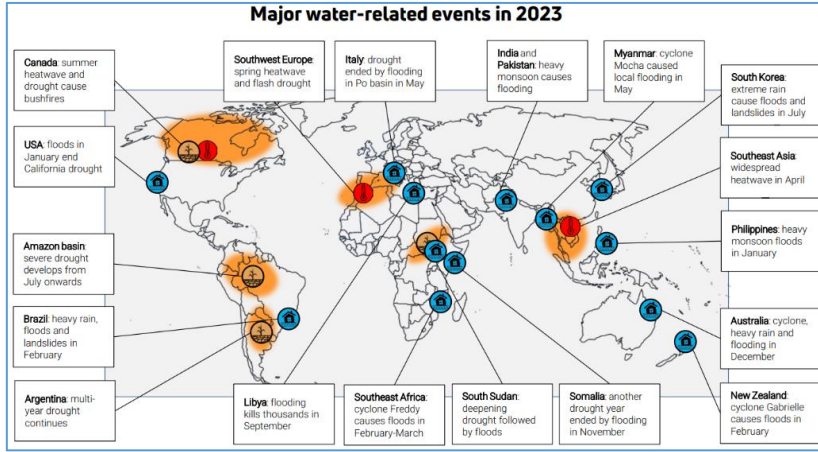 Major water-related events in 2023
Canada: summer
heatwave and
drought cause
bushfires
Southwest Europe:
spring heatwave
and flash drought
Italy: drought
ended by flooding
in Po basin in May
India and
Pakistan: heavy
monsoon causes
flooding
Myanmar: cyclone
Mocha caused
local flooding in
May
South Korea:
extreme rain
cause floods and
landslides in July
USA: floods in
January end
California drought
Southeast Asia:
widespread
heatwave in April
Amazon basin:
severe drought
develops from
July onwards
Philippines: heavy
monsoon floods
in January
Brazil: heavy rain,
floods and
landslides in
February
Australia: cyclone,
heavy rain and
flooding in
December
Argentina: multi-
year drought
continues
Libya: flooding
kills thousands in
September
Southeast Africa:
cyclone Freddy
causes floods in
February-March
South Sudan:
deepening
drought followed
by floods
Somalia: another
drought year
ended by flooding
in November
New Zealand:
cyclone Gabrielle
causes floods in
February